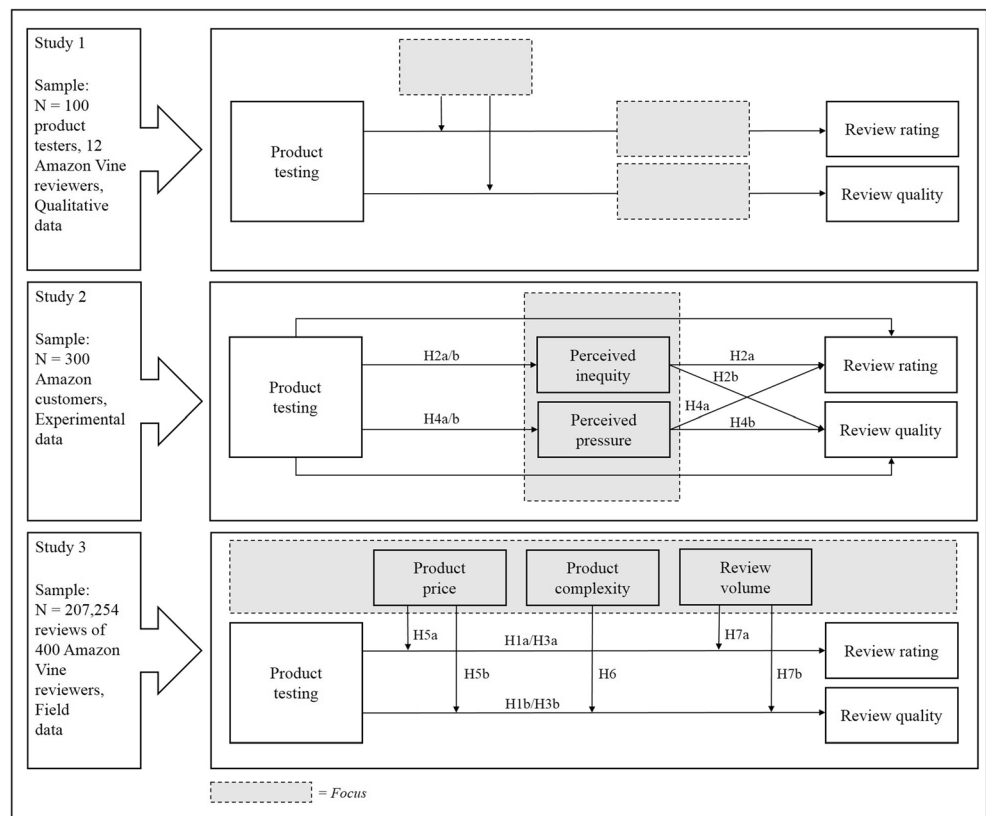 Study 1
Sample:
N = 100
product
testers, 12
Amazon Vine
reviewers,
Qualitative
data
Product
testing
Review rating
Review quality
Study 2
Sample:
N = 300
Amazon
customers,
Experimental
data
Product
testing
H2a/b
H4a/b
Perceived
inequity
Perceived
pressure
H2a
H2b
H4a
H4b
Review rating
Review quality
Study 3
Sample:
N = 207,254
reviews of
400 Amazon
Vine
reviewers,
Field
data
Product
price
Product
complexity
Review
volume
Product
testing
H5a
H1a/H3a
H7a
H5b
H6
H7b
H1b/H3b
Review rating
Review quality
= Focus